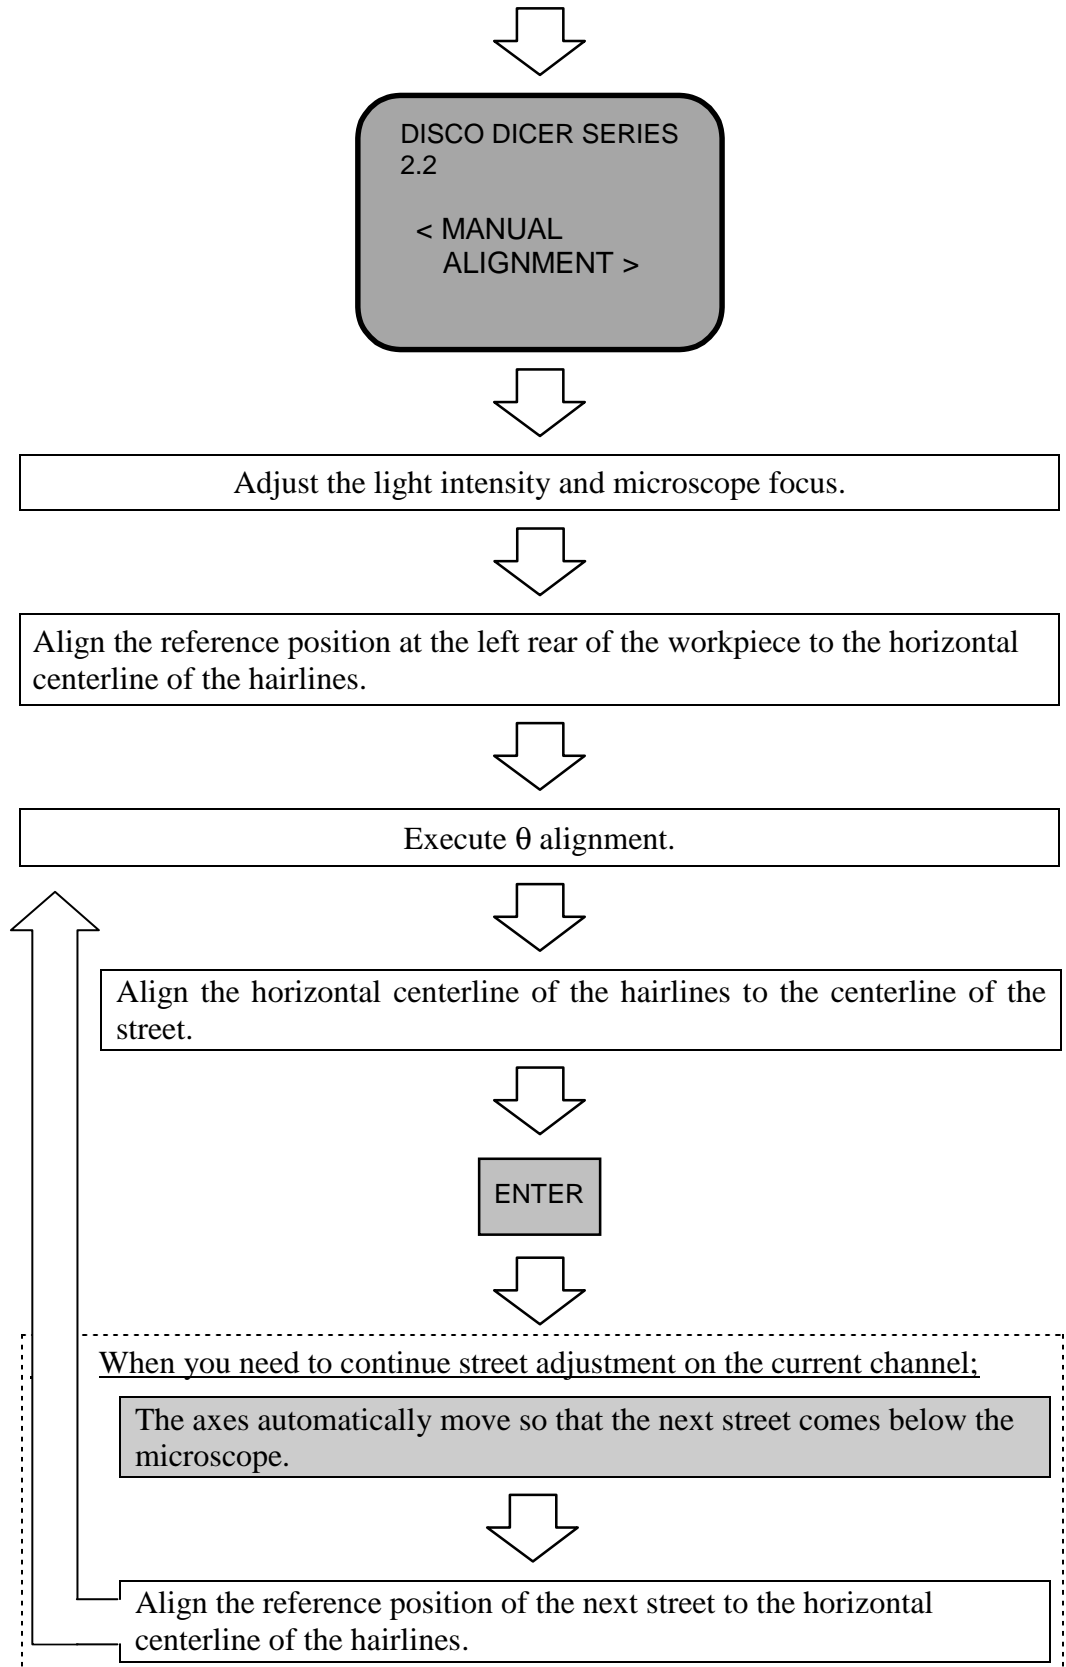 DISCO DICER SERIES
2.2
< MANUAL
ALIGNMENT >
Adjust the light intensity and microscope focus.
Align the reference position at the left rear of the workpiece to the horizontal
centerline of the hairlines.
Execute θ alignment.
Align the horizontal centerline of the hairlines to the centerline of the
street.
ENTER
When you need to continue street adjustment on the current channel;
The axes automatically move so that the next street comes below the
microscope.
Align the reference position of the next street to the horizontal
centerline of the hairlines.